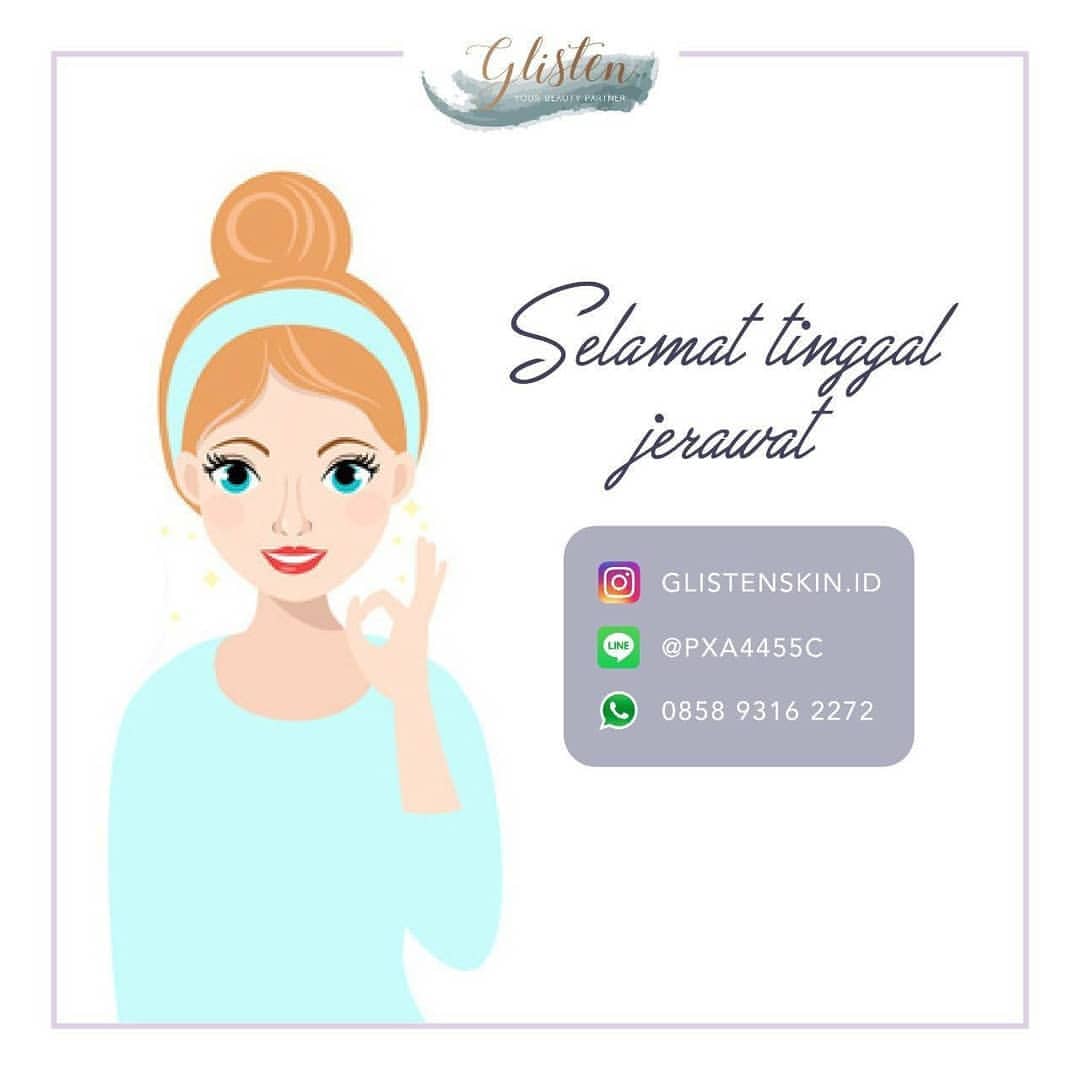 Glisten
YOUR BEAUTY PARTNER
Selamat tinggal
jerawat
GLISTENSKIN.ID
LINE
@PXA4455C
0858 9316 2272